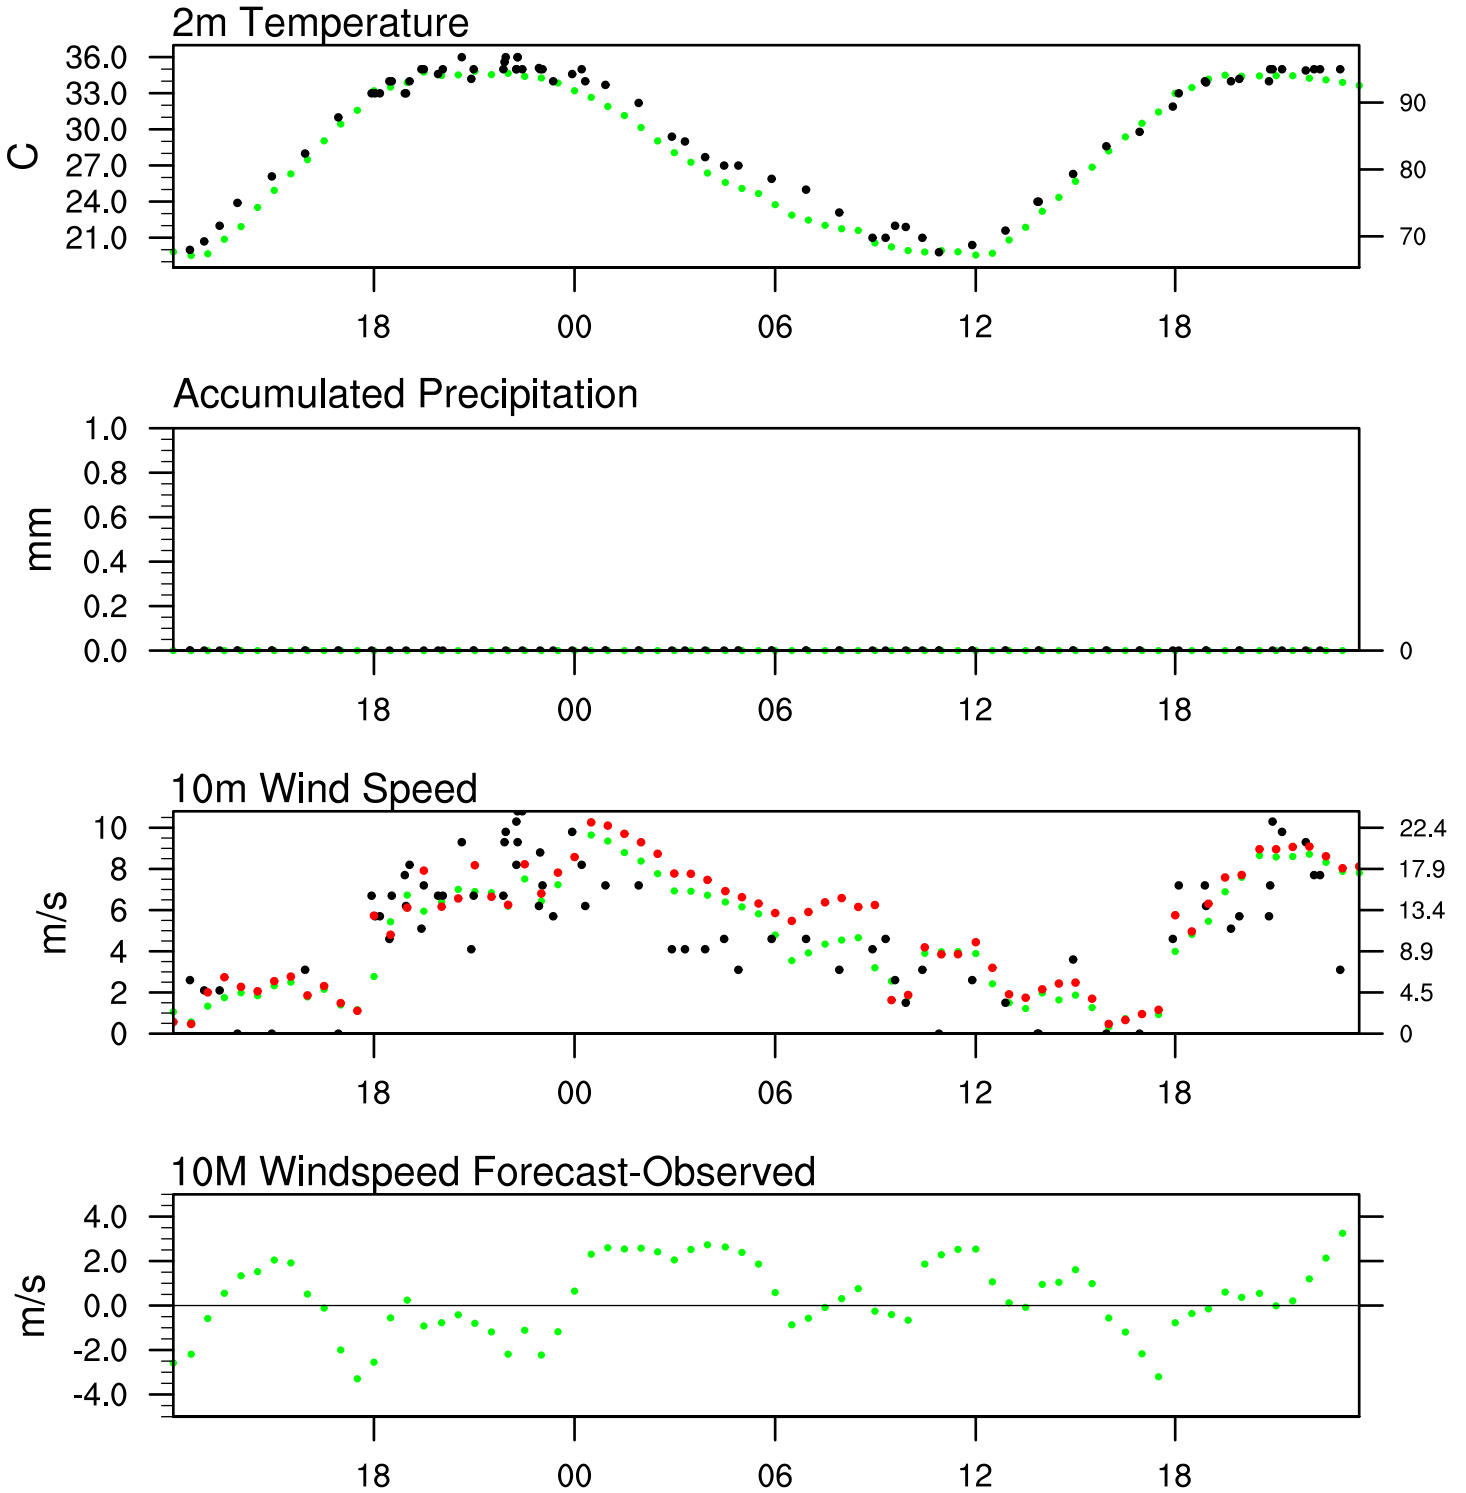 2m Temperature
36.0
33.0
30.0
27.0
24.0
21.0
C
90
80
70
18 00 06 12 18
Accumulated Precipitation
1.0
0.8
0.6
0.4
0.2
0.0
mm
0
18 00 06 12 18
10m Wind Speed
10
8
6
4
2
0
m/s
22.4
17.9
13.4
8.9
4.5
0
18 00 06 12 18
10M Windspeed Forecast-Observed
4.0
2.0
0.0
-2.0
-4.0
m/s
18 00 06 12 18